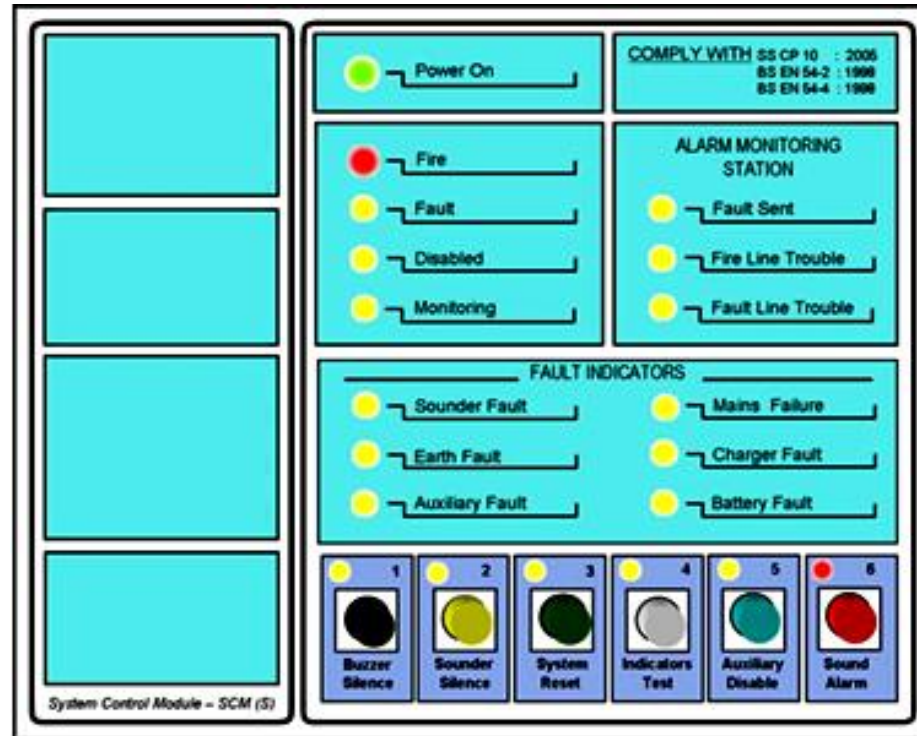 Power On
COMPLY WITH SS CP 10 : 2005
BS EN 54-2 : 1998
BS EN 54-4 : 1998
Fire
Fault
Disabled
Monitoring
ALARM MONITORING
STATION
Fault Sent
Fire Line Trouble
Fault Line Trouble
FAULT INDICATORS
Sounder Fault
Earth Fault
Auxiliary Fault
Mains Failure
Charger Fault
Battery Fault
1
Buzzer
Silence
2
Sounder
Silence
3
System
Reset
4
Indicators
Test
5
Auxiliary
Disable
6
Sound
Alarm
System Control Module – SCM (S)